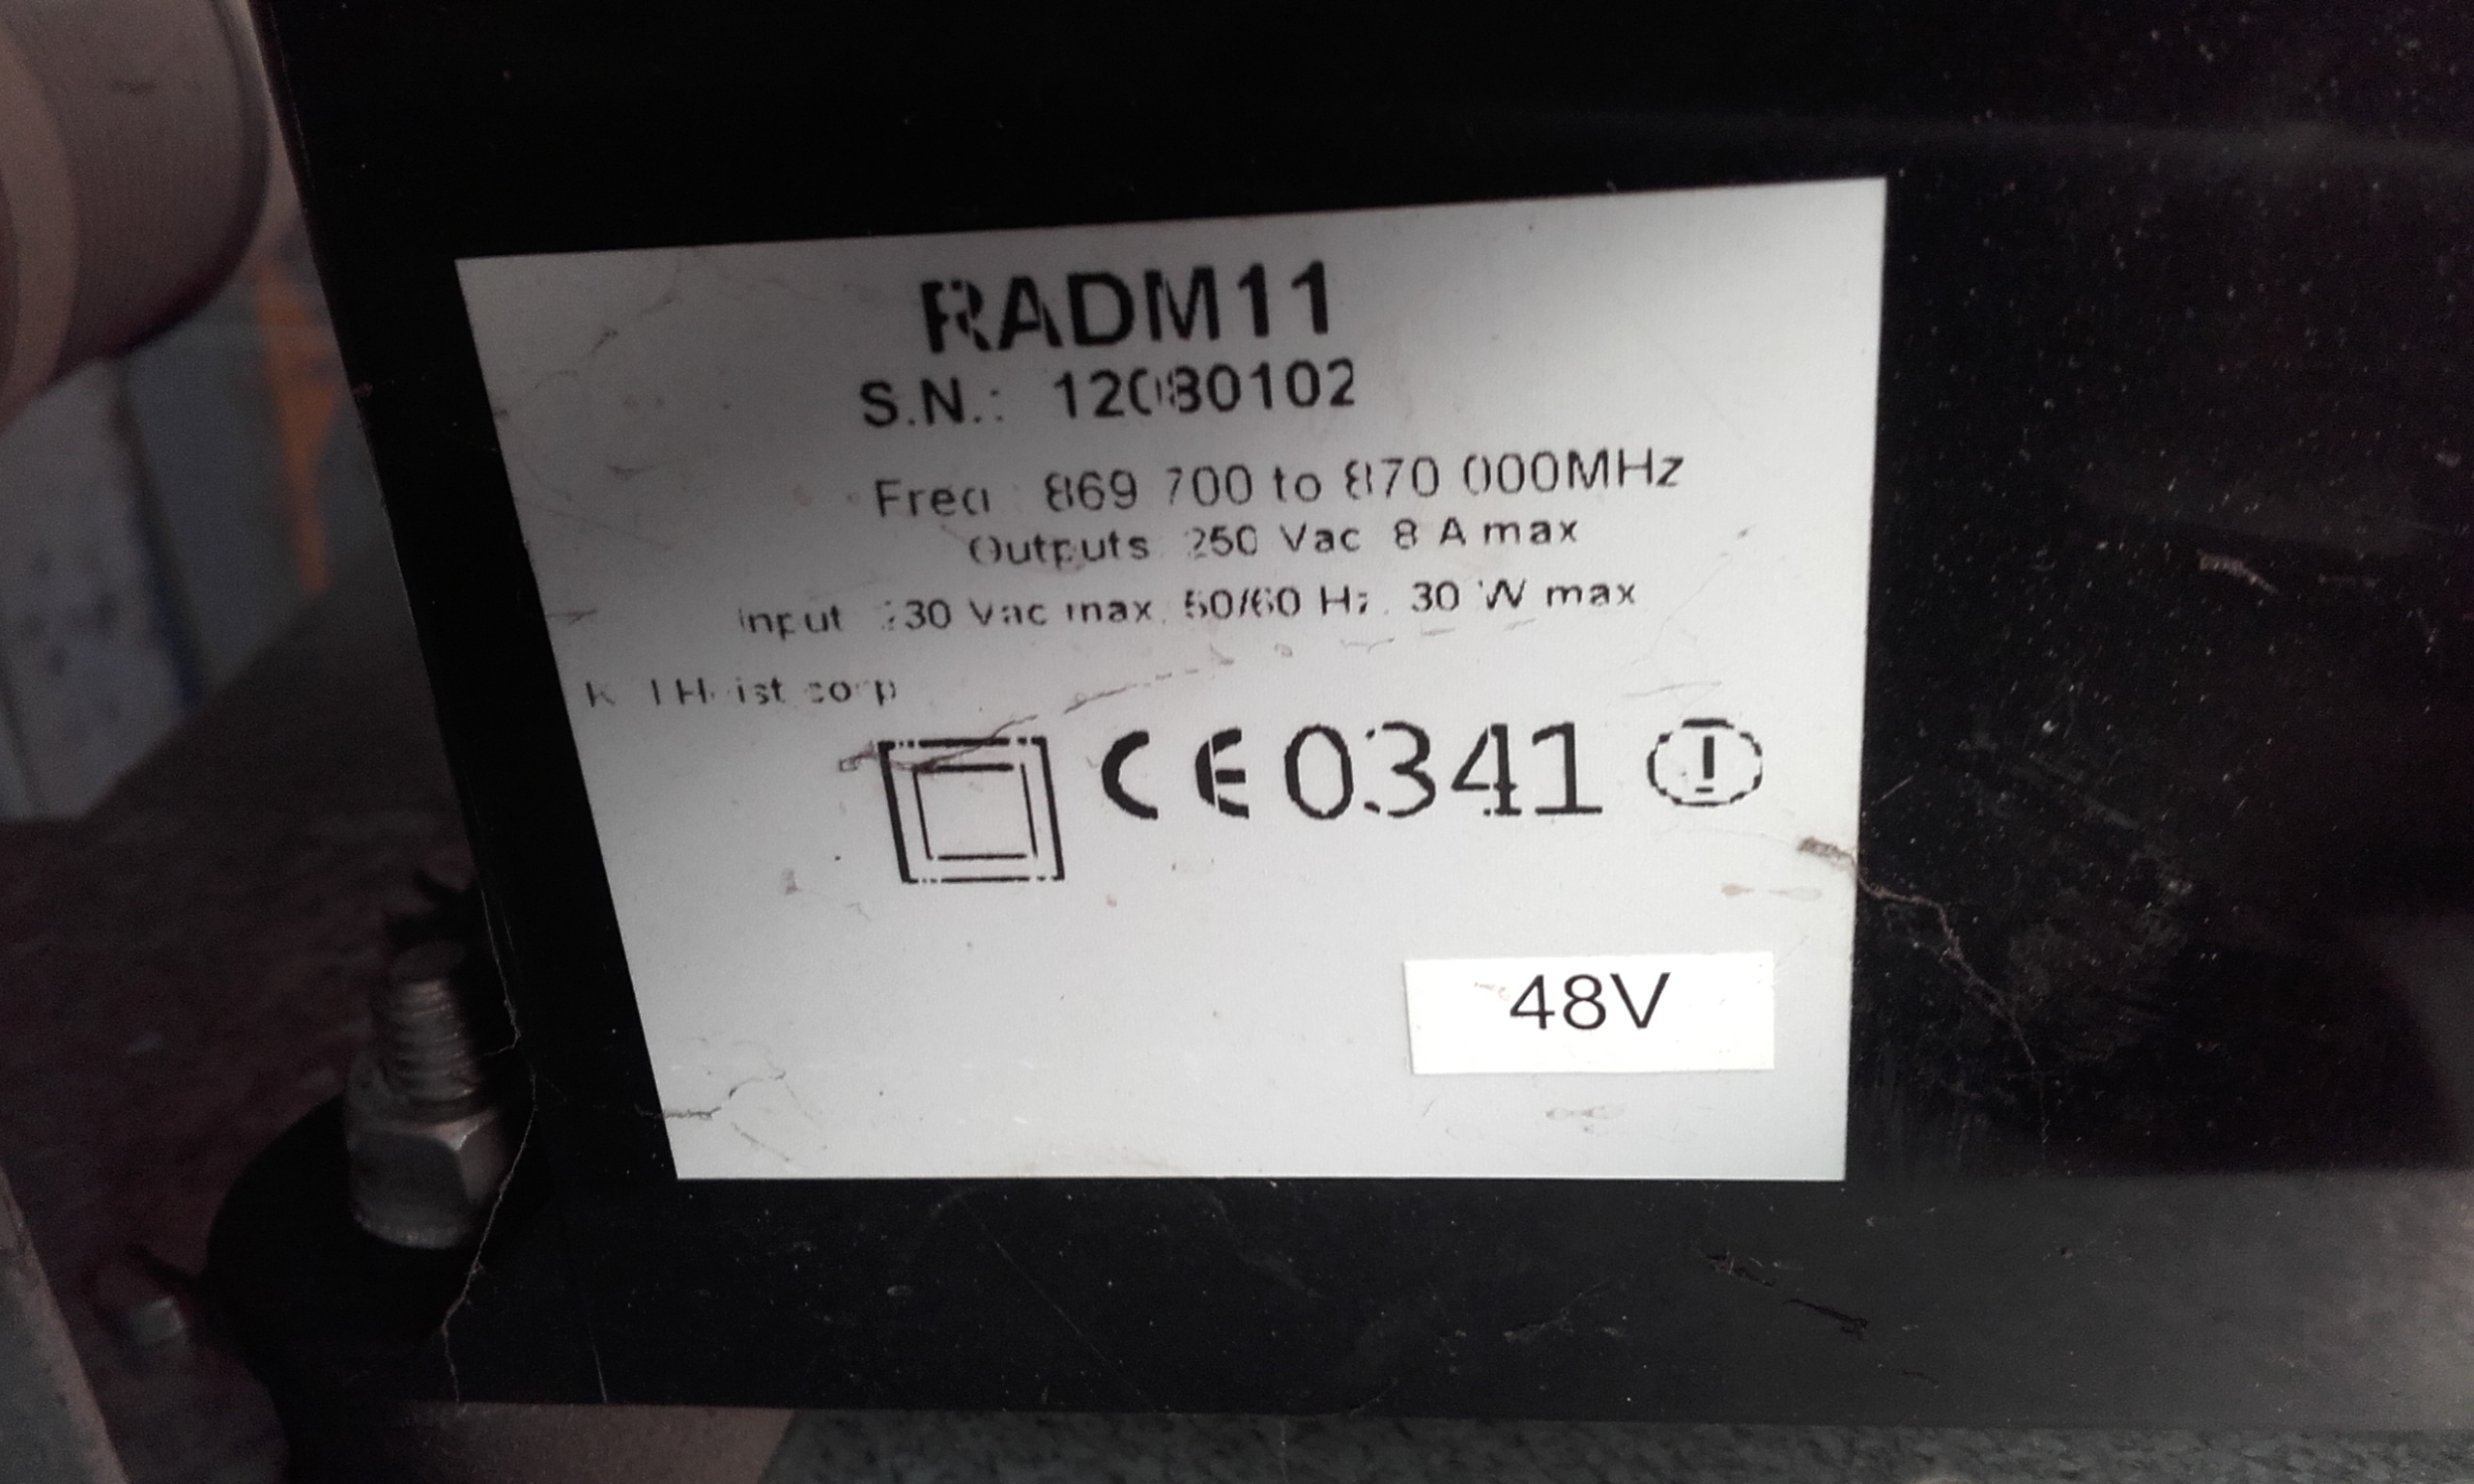 RADM11
S.N.: 12080102
Freq 869 700 to 870 000MHz
Outputs 250 Vac 8 A max
Input 230 Vac max. 50/60 Hz. 30 W max
corp
CE 0341
48V